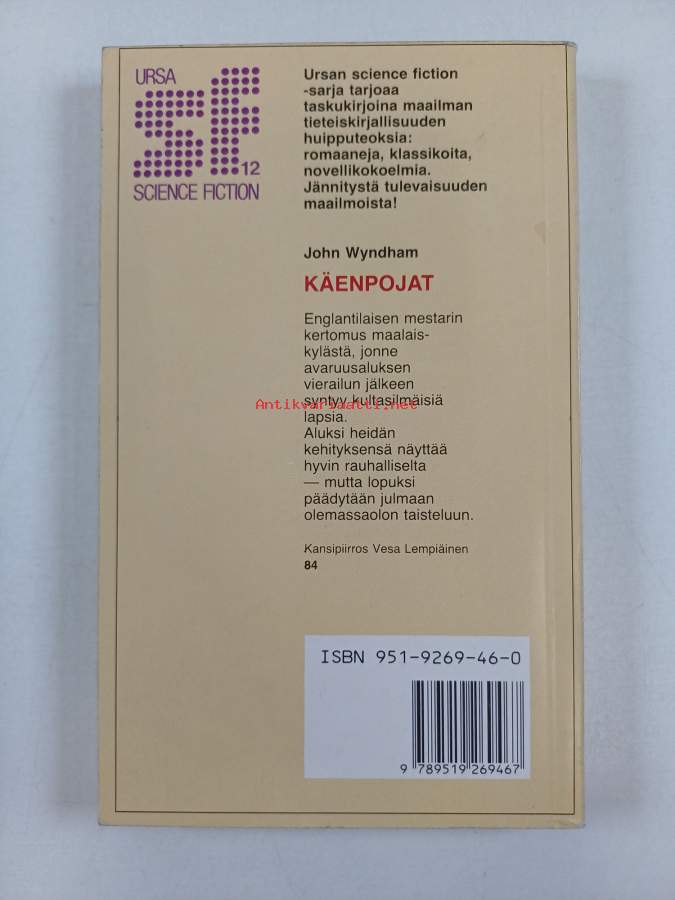 URSA
SF
12
SCIENCE FICTION
Ursan science fiction
-sarja tarjoaa
taskukirjoina maailman
tieteiskirjallisuuden
huipputeoksia:
romaaneja, klassikoita,
novellikokoelmia.
Jännitystä tulevaisuuden
maailmoista!
John Wyndham
KÄENPOJAT
Englantilaisen mestarin
kertomus maalais-
kylästä, jonne
avaruusaluksen
vierailun jälkeen
syntyy kultasilmäisiä
Antikvariaatti.net
lapsia.
Aluksi heidän
kehityksensä näyttää
hyvin rauhalliselta
— mutta lopuksi
päädytään julmaan
olemassaolon taisteluun.
Kansipiirros Vesa Lempiäinen
84
ISBN 951-9269-46-0
9 789519 269467